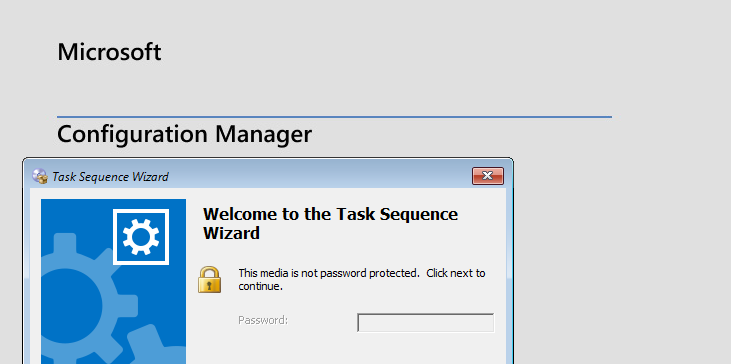 Microsoft
Configuration Manager
Task Sequence Wizard
Welcome to the Task Sequence
Wizard
This media is not password protected.  Click next to
continue.
Password: